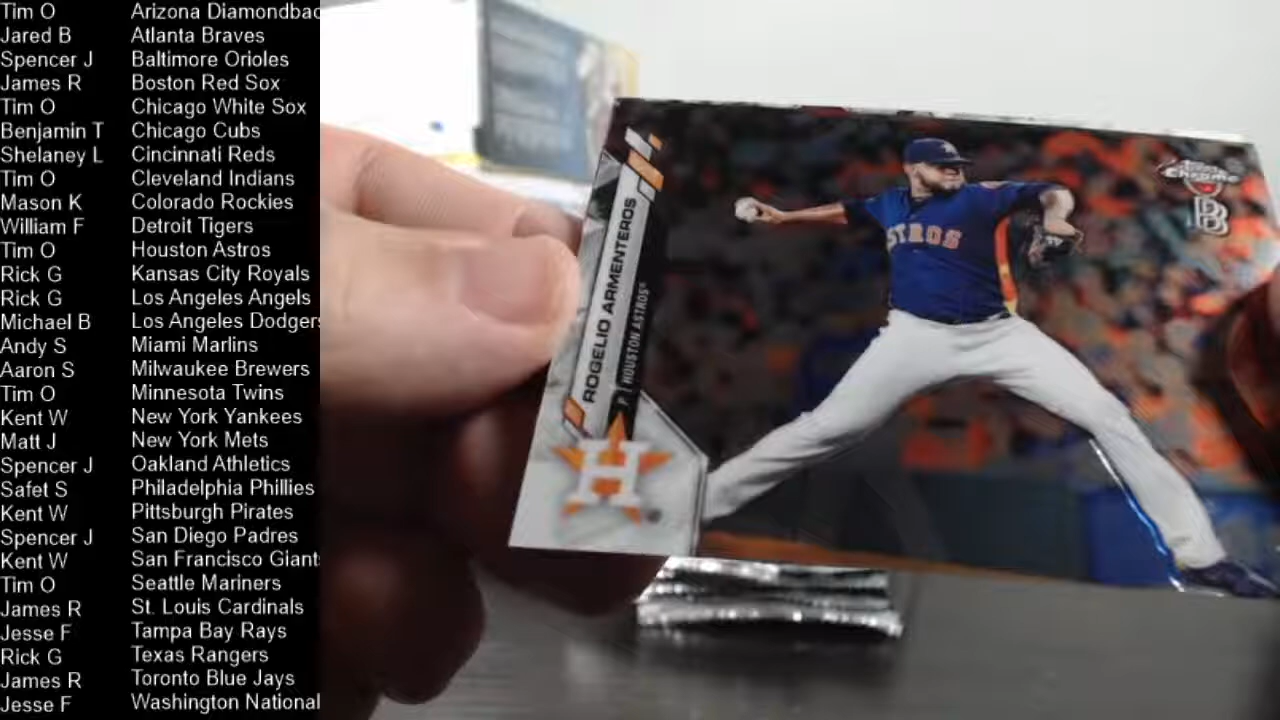 Tim O Arizona Diamondbac
Jared B Atlanta Braves
Spencer J Baltimore Orioles
James R Boston Red Sox
Tim O Chicago White Sox
Benjamin T Chicago Cubs
Shelaney L Cincinnati Reds
Tim O Cleveland Indians
Mason K Colorado Rockies
William F Detroit Tigers
Tim O Houston Astros
Rick G Kansas City Royals
Rick G Los Angeles Angels
Michael B Los Angeles Dodgers
Andy S Miami Marlins
Aaron S Milwaukee Brewers
Tim O Minnesota Twins
Kent W New York Yankees
Matt J New York Mets
Spencer J Oakland Athletics
Safet S Philadelphia Phillies
Kent W Pittsburgh Pirates
Spencer J San Diego Padres
Kent W San Francisco Giant
Tim O Seattle Mariners
James R St. Louis Cardinals
Jesse F Tampa Bay Rays
Rick G Texas Rangers
James R Toronto Blue Jays
Jesse F Washington National
ROGELIO ARMENTEROS
P HOUSTON ASTROS
H
STROS
Topps
Chrome
B